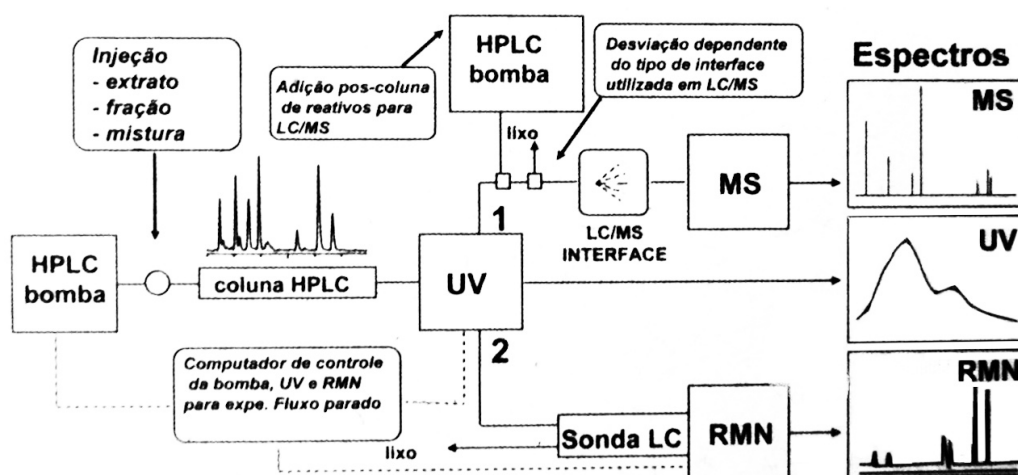 Injeção
- extrato
- fração
- mistura
Adição pos-coluna
de reativos para
LC/MS
HPLC
bomba
Desviação dependente
do tipo de interface
utilizada em LC/MS
Espectros
MS
lixo
MS
1
LC/MS
INTERFACE
UV
HPLC
bomba
coluna HPLC
UV
2
Computador de controle
da bomba, UV e RMN
para expe. Fluxo parado
RMN
lixo
Sonda LC
RMN